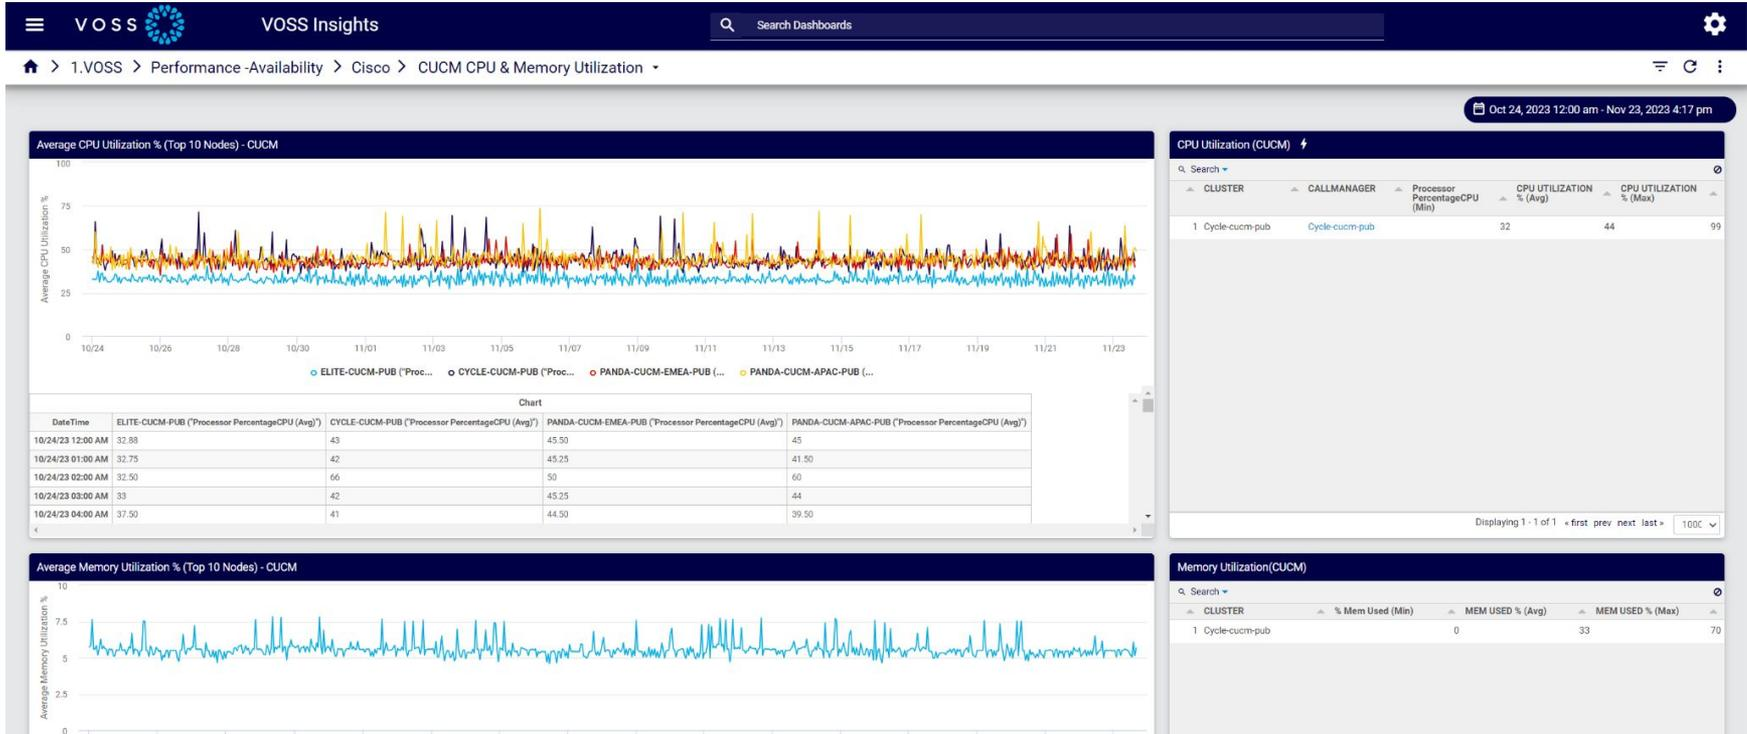 VOSS
VOSS Insights
Search Dashboards
1.VOSS > Performance -Availability > Cisco > CUCM CPU & Memory Utilization
Oct 24, 2023 12:00 am - Nov 23, 2023 4:17 pm
Average CPU Utilization % (Top 10 Nodes) - CUCM
Average CPU Utilization %
100
75
50
25
0
10/24 10/26 10/28 10/30 11/01 11/03 11/05 11/07 11/09 11/11 11/13 11/15 11/17 11/19 11/21 11/23
ELITE-CUCM-PUB ("Proc... CYCLE-CUCM-PUB ("Proc... PANDA-CUCM-EMEA-PUB (... PANDA-CUCM-APAC-PUB (...
Chart
DateTime ELITE-CUCM-PUB ("Processor PercentageCPU (Avg)") CYCLE-CUCM-PUB ("Processor PercentageCPU (Avg)") PANDA-CUCM-EMEA-PUB ("Processor PercentageCPU (Avg)") PANDA-CUCM-APAC-PUB ("Processor PercentageCPU (Avg)")
10/24/23 12:00 AM 32.88 43 45.50 45
10/24/23 01:00 AM 32.75 42 45.25 41.50
10/24/23 02:00 AM 32.50 66 50 60
10/24/23 03:00 AM 33 42 45.25 44
10/24/23 04:00 AM 37.50 41 44.50 39.50
CPU Utilization (CUCM)
Search
CLUSTER CALLMANAGER Processor PercentageCPU (Min) CPU UTILIZATION % (Avg) CPU UTILIZATION % (Max)
1 Cycle-cucm-pub Cycle-cucm-pub 32 44 99
Displaying 1 - 1 of 1 « first prev next last » 100
Average Memory Utilization % (Top 10 Nodes) - CUCM
Average Memory Utilization %
10
7.5
5
2.5
0
Memory Utilization(CUCM)
Search
CLUSTER % Mem Used (Min) MEM USED % (Avg) MEM USED % (Max)
1 Cycle-cucm-pub 0 33 70